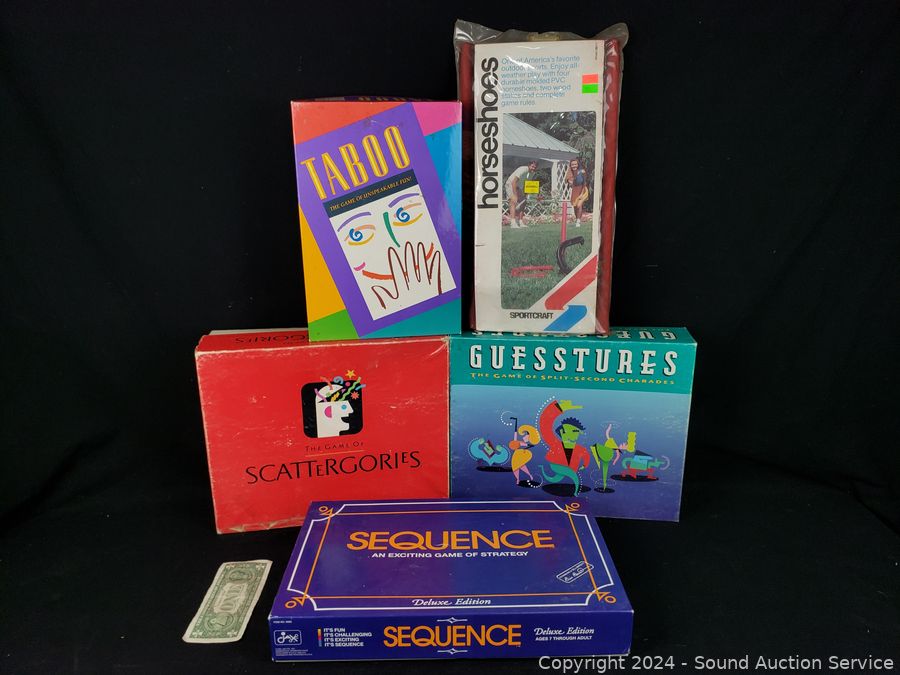 TABOO
THE GAME OF UNSPEAKABLE FUN!
horseshoes
One of America's favorite
outdoor sports. Enjoy all-
weather play with four
durable molded PVC
horseshoes, two wood
stakes and complete
game rules.
SPORTCRAFT
THE GAME OF
SCATTERGORIES
GUESSTURES
GUESSTURES
THE GAME OF SPLIT-SECOND CHARADES
SEQUENCE
AN EXCITING GAME OF STRATEGY
Deluxe Edition
IT'S FUN
IT'S CHALLENGING
IT'S EXCITING
IT'S SEQUENCE
SEQUENCE
Deluxe Edition
AGES 7 THROUGH ADULT
ONE
Copyright 2024 - Sound Auction Service